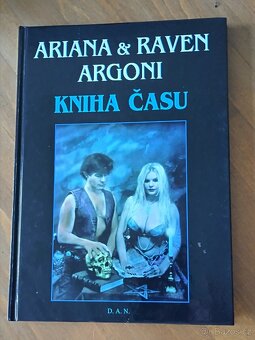 ARIANA & RAVEN
ARGONI
KNIHA ČASU
D. A. N.